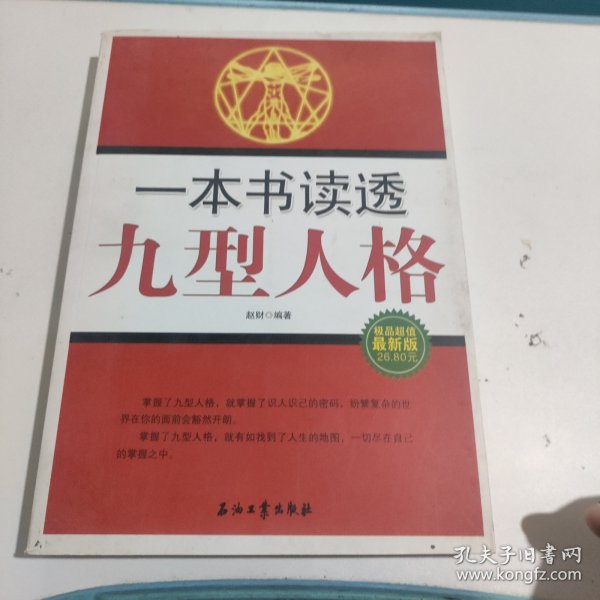 一本书读透
九型人格
赵财◎编著
极品超值
最新版
26.80元
掌握了九型人格，就掌握了识人识己的密码，纷繁复杂的世
界在你的面前会豁然开朗。
掌握了九型人格，就有如找到了人生的地图，一切尽在自己
的掌握之中。
石油工业出版社
孔夫子旧书网
www.kongfz.com